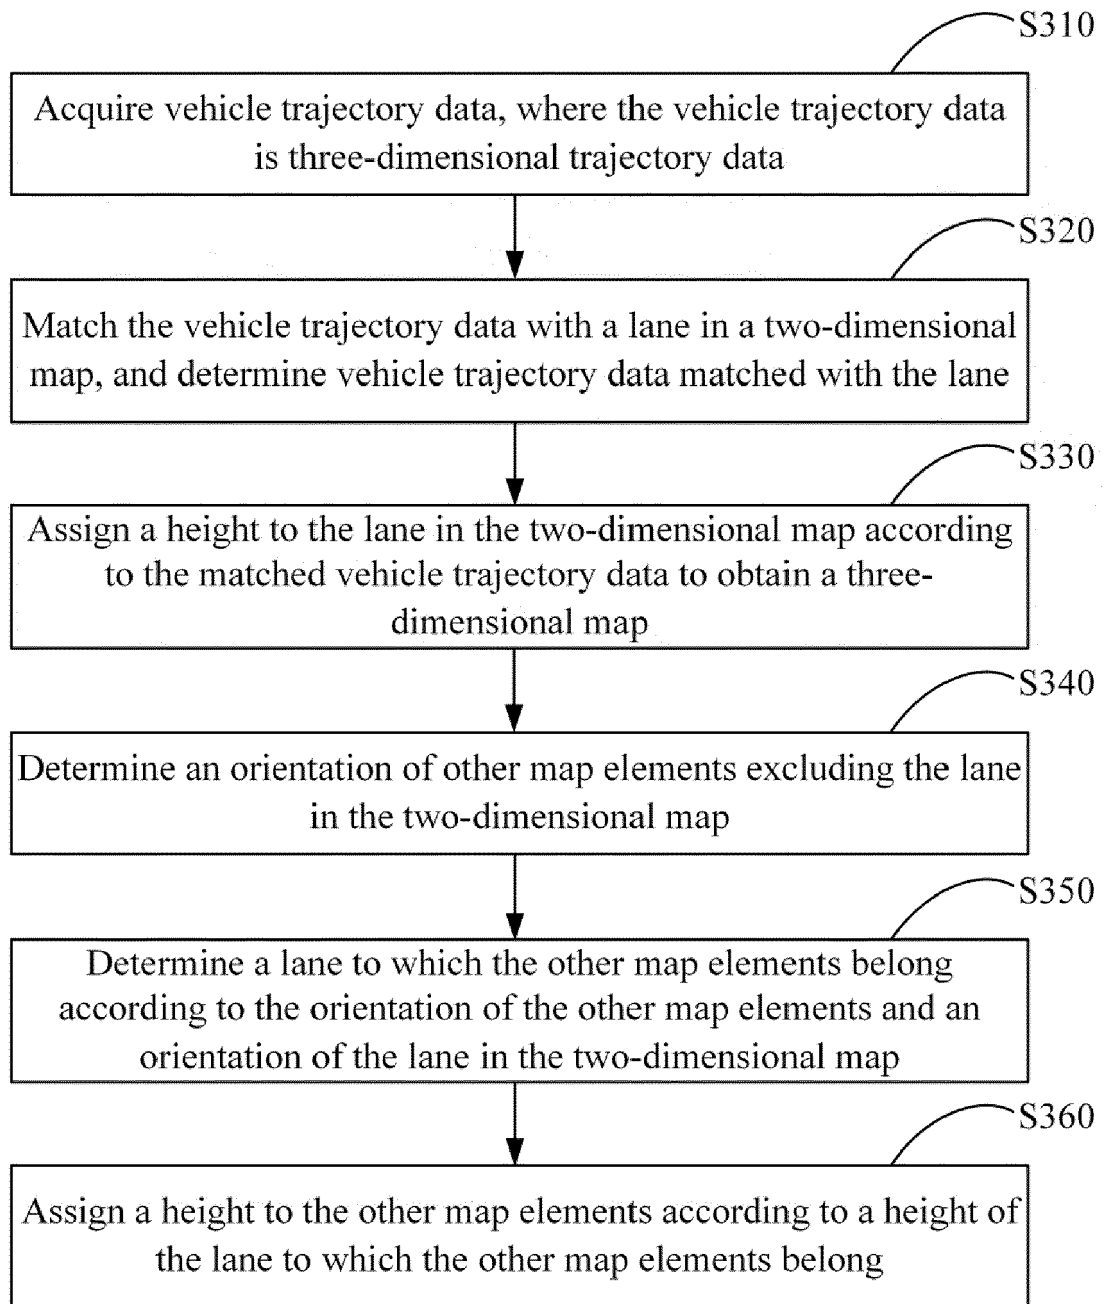 S310
Acquire vehicle trajectory data, where the vehicle trajectory data
is three-dimensional trajectory data
S320
Match the vehicle trajectory data with a lane in a two-dimensional
map, and determine vehicle trajectory data matched with the lane
S330
Assign a height to the lane in the two-dimensional map according
to the matched vehicle trajectory data to obtain a three-
dimensional map
S340
Determine an orientation of other map elements excluding the lane
in the two-dimensional map
S350
Determine a lane to which the other map elements belong
according to the orientation of the other map elements and an
orientation of the lane in the two-dimensional map
S360
Assign a height to the other map elements according to a height of
the lane to which the other map elements belong